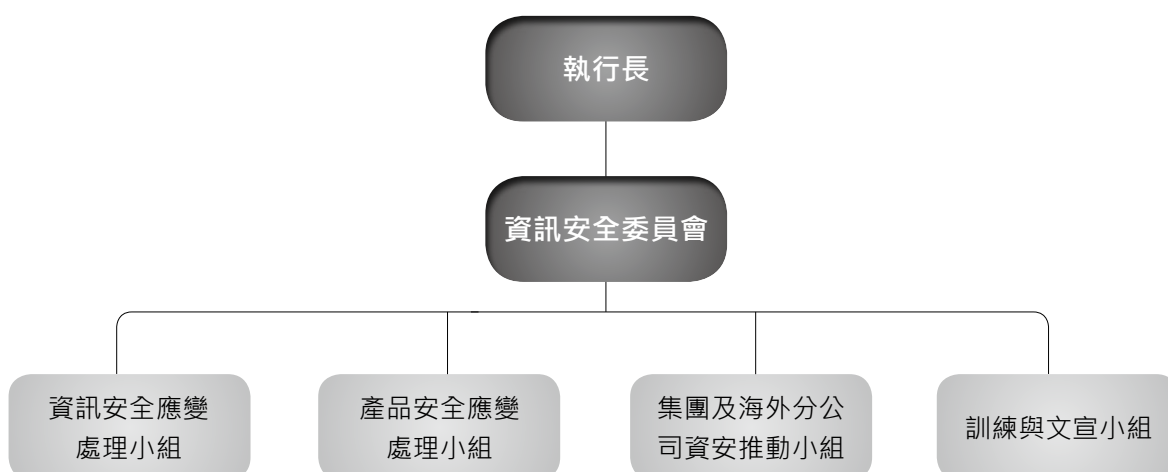 執行長
資訊安全委員會
資訊安全應變
處理小組
產品安全應變
處理小組
集團及海外分公
司資安推動小組
訓練與文宣小組